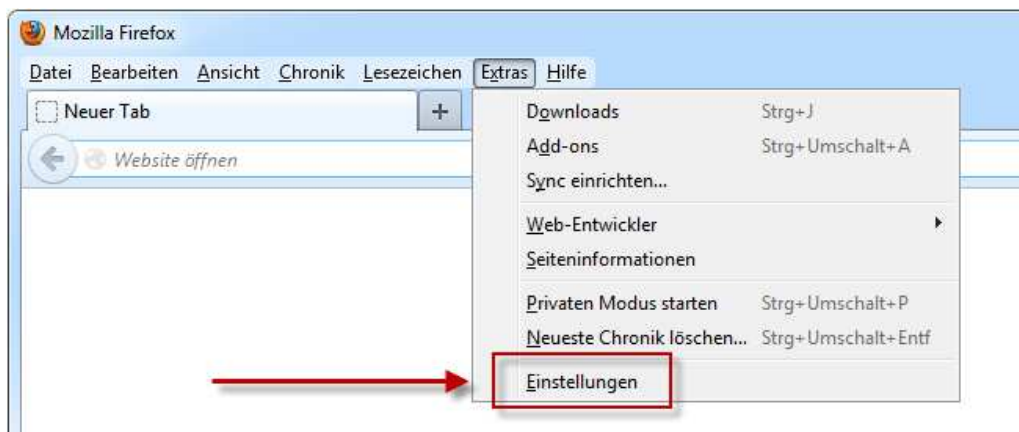 Mozilla Firefox
Datei Bearbeiten Ansicht Chronik Lesezeichen Extras Hilfe
Neuer Tab +
Website öffnen
Downloads Strg+J
Add-ons Strg+Umschalt+A
Sync einrichten...
Web-Entwickler
Seiteninformationen
Privaten Modus starten Strg+Umschalt+P
Neueste Chronik löschen... Strg+Umschalt+Entf
Einstellungen